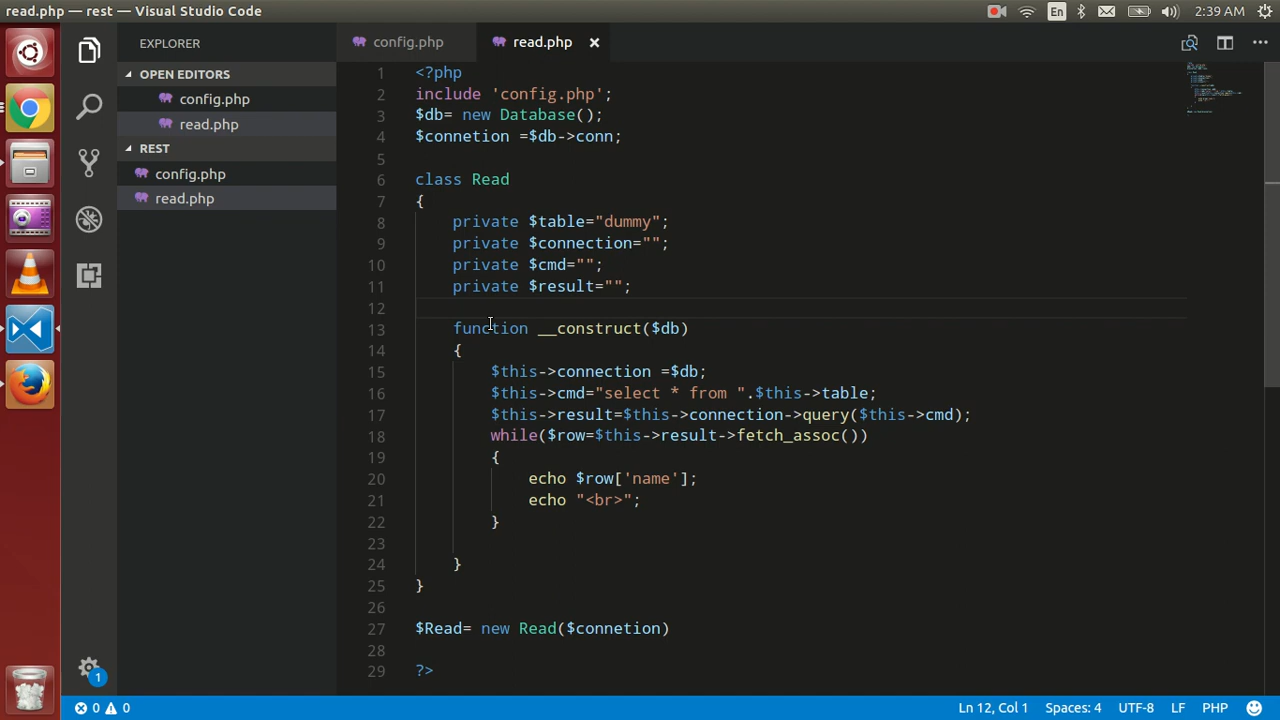 read.php — rest — Visual Studio Code
En
2:39 AM
EXPLORER
OPEN EDITORS
config.php
read.php
REST
config.php
read.php
config.php
read.php
1 <?php
2 include 'config.php';
3 $db= new Database();
4 $connetion =$db->conn;
5
6 class Read
7 {
8 private $table="dummy";
9 private $connection="";
10 private $cmd="";
11 private $result="";
12
13 function __construct($db)
14 {
15 $this->connection =$db;
16 $this->cmd="select * from ".$this->table;
17 $this->result=$this->connection->query($this->cmd);
18 while($row=$this->result->fetch_assoc())
19 {
20 echo $row['name'];
21 echo "<br>";
22 }
23
24 }
25 }
26
27 $Read= new Read($connetion)
28
29 ?>
1
0 0
Ln 12, Col 1 Spaces: 4 UTF-8 LF PHP